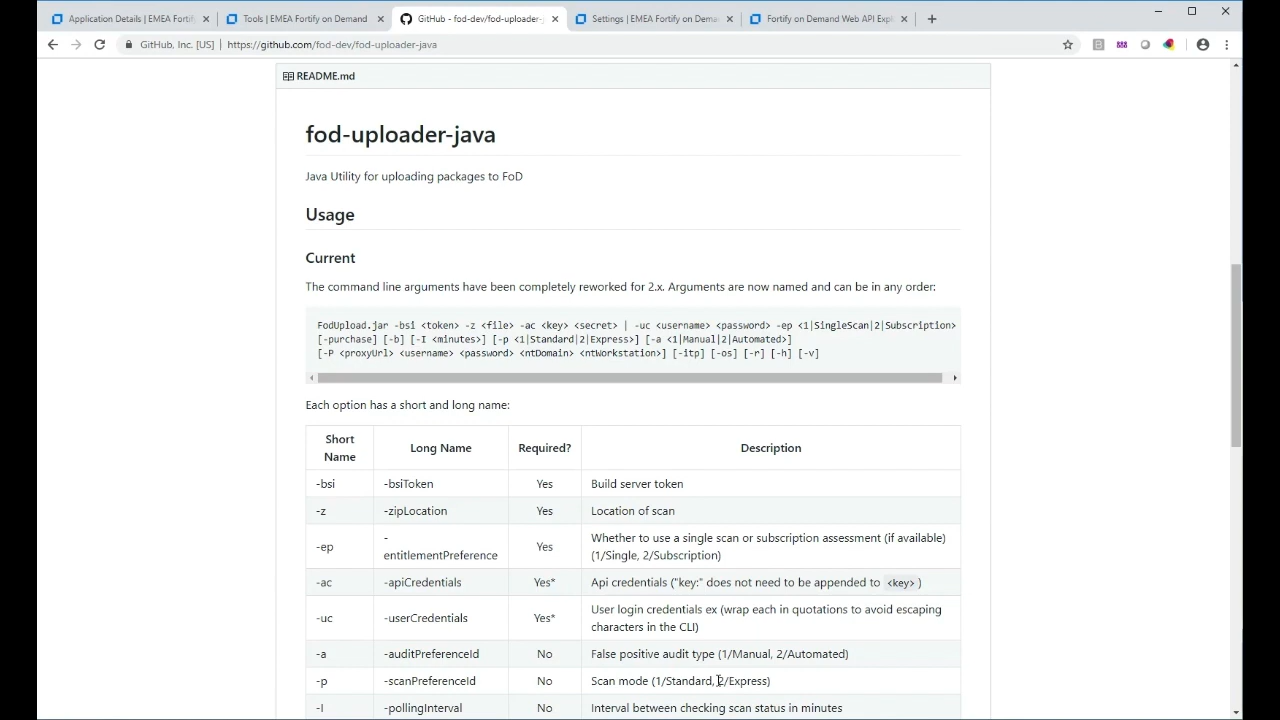 Application Details | EMEA Fortif
Tools | EMEA Fortify on Demand
GitHub - fod-dev/fod-uploader-j
Settings | EMEA Fortify on Dema
Fortify on Demand Web API Expl
GitHub, Inc. [US] | https://github.com/fod-dev/fod-uploader-java
README.md
fod-uploader-java
Java Utility for uploading packages to FoD
Usage
Current
The command line arguments have been completely reworked for 2.x. Arguments are now named and can be in any order:
FodUpload.jar -bsi <token> -z <file> -ac <key> <secret> | -uc <username> <password> -ep <1|SingleScan|2|Subscription>
[-purchase] [-b] [-I <minutes>] [-p <1|Standard|2|Express>] [-a <1|Manual|2|Automated>]
[-P <proxyUrl> <username> <password> <ntDomain> <ntWorkstation>] [-itp] [-os] [-r] [-h] [-v]
Each option has a short and long name:
Short Name Long Name Required? Description
-bsi -bsiToken Yes Build server token
-z -zipLocation Yes Location of scan
-ep -entitlementPreference Yes Whether to use a single scan or subscription assessment (if available)
(1/Single, 2/Subscription)
-ac -apiCredentials Yes* Api credentials ("key:" does not need to be appended to <key> )
-uc -userCredentials Yes* User login credentials ex (wrap each in quotations to avoid escaping
characters in the CLI)
-a -auditPreferenceId No False positive audit type (1/Manual, 2/Automated)
-p -scanPreferenceId No Scan mode (1/Standard, 2/Express)
-I -pollingInterval No Interval between checking scan status in minutes